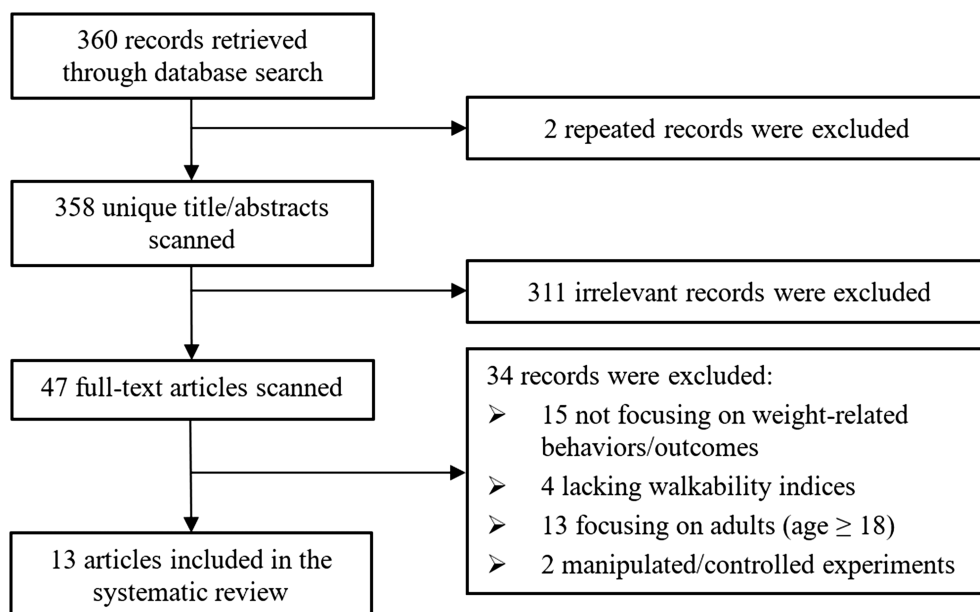 360 records retrieved
through database search
2 repeated records were excluded
358 unique title/abstracts
scanned
311 irrelevant records were excluded
47 full-text articles scanned
34 records were excluded:
➢ 15 not focusing on weight-related
behaviors/outcomes
➢ 4 lacking walkability indices
➢ 13 focusing on adults (age ≥ 18)
➢ 2 manipulated/controlled experiments
13 articles included in the
systematic review